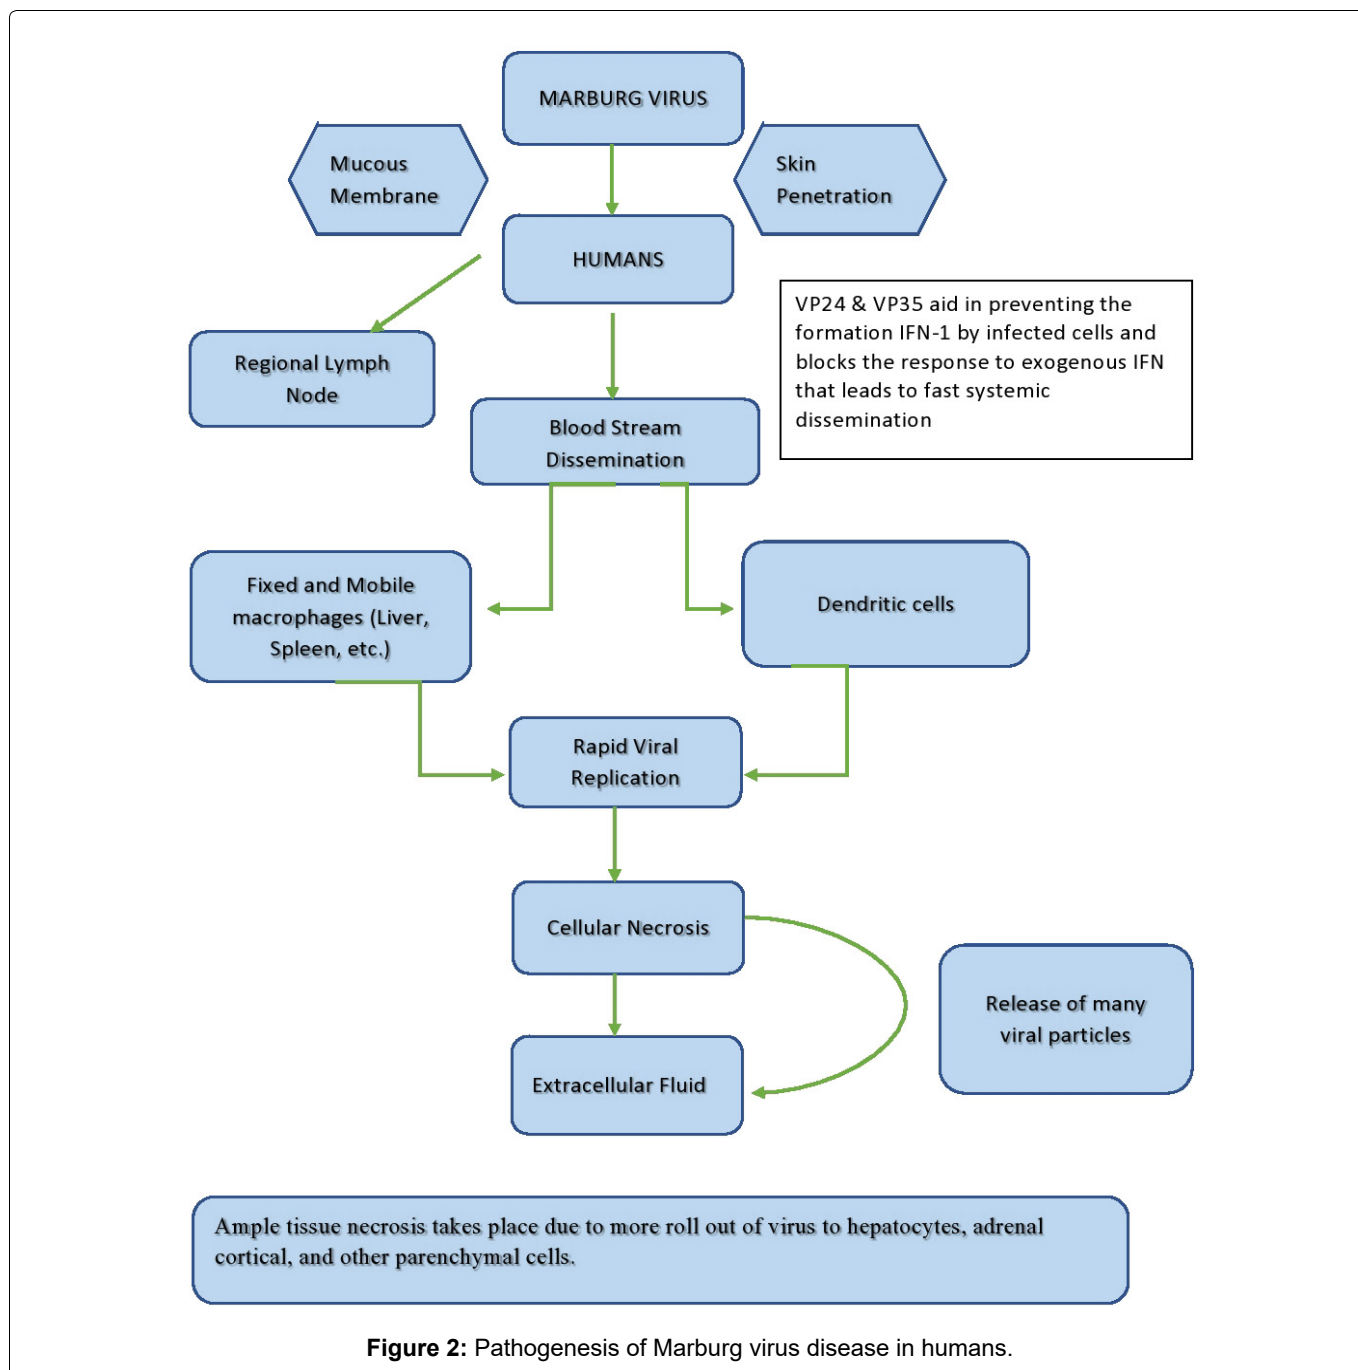 MARBURG VIRUS
Mucous
Membrane
Skin
Penetration
HUMANS
VP24 & VP35 aid in preventing the
formation IFN-1 by infected cells and
blocks the response to exogenous IFN
that leads to fast systemic
dissemination
Regional Lymph
Node
Blood Stream
Dissemination
Fixed and Mobile
macrophages (Liver,
Spleen, etc.)
Dendritic cells
Rapid Viral
Replication
Cellular Necrosis
Release of many
viral particles
Extracellular Fluid
Ample tissue necrosis takes place due to more roll out of virus to hepatocytes, adrenal
cortical, and other parenchymal cells.
Figure 2: Pathogenesis of Marburg virus disease in humans.